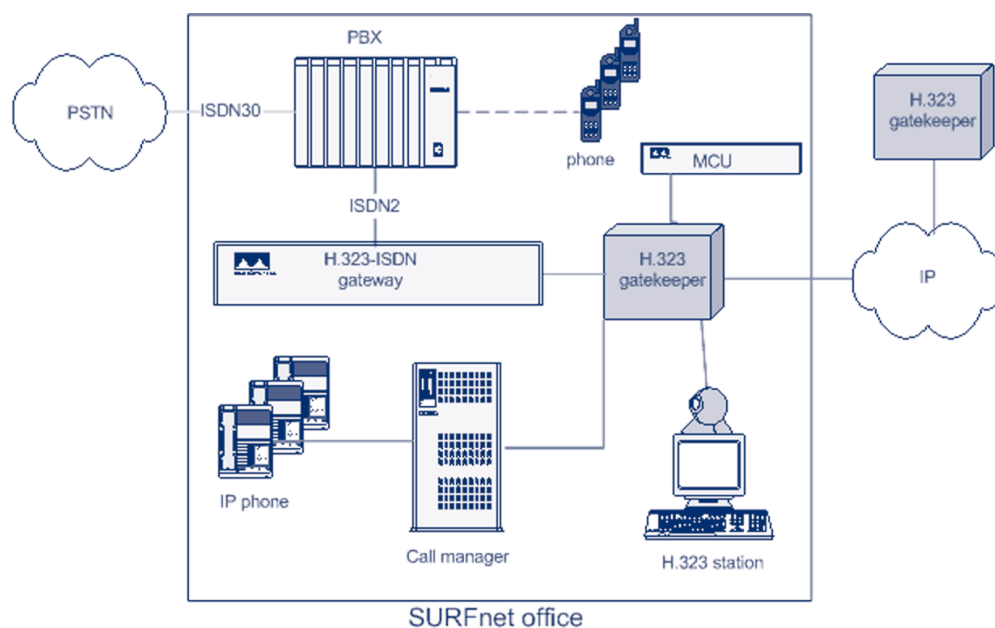 PBX
PSTN
ISDN30
phone
H.323
gatekeeper
MCU
ISDN2
H.323-ISDN
gateway
H.323
gatekeeper
IP
IP phone
Call manager
H.323 station
SURFnet office